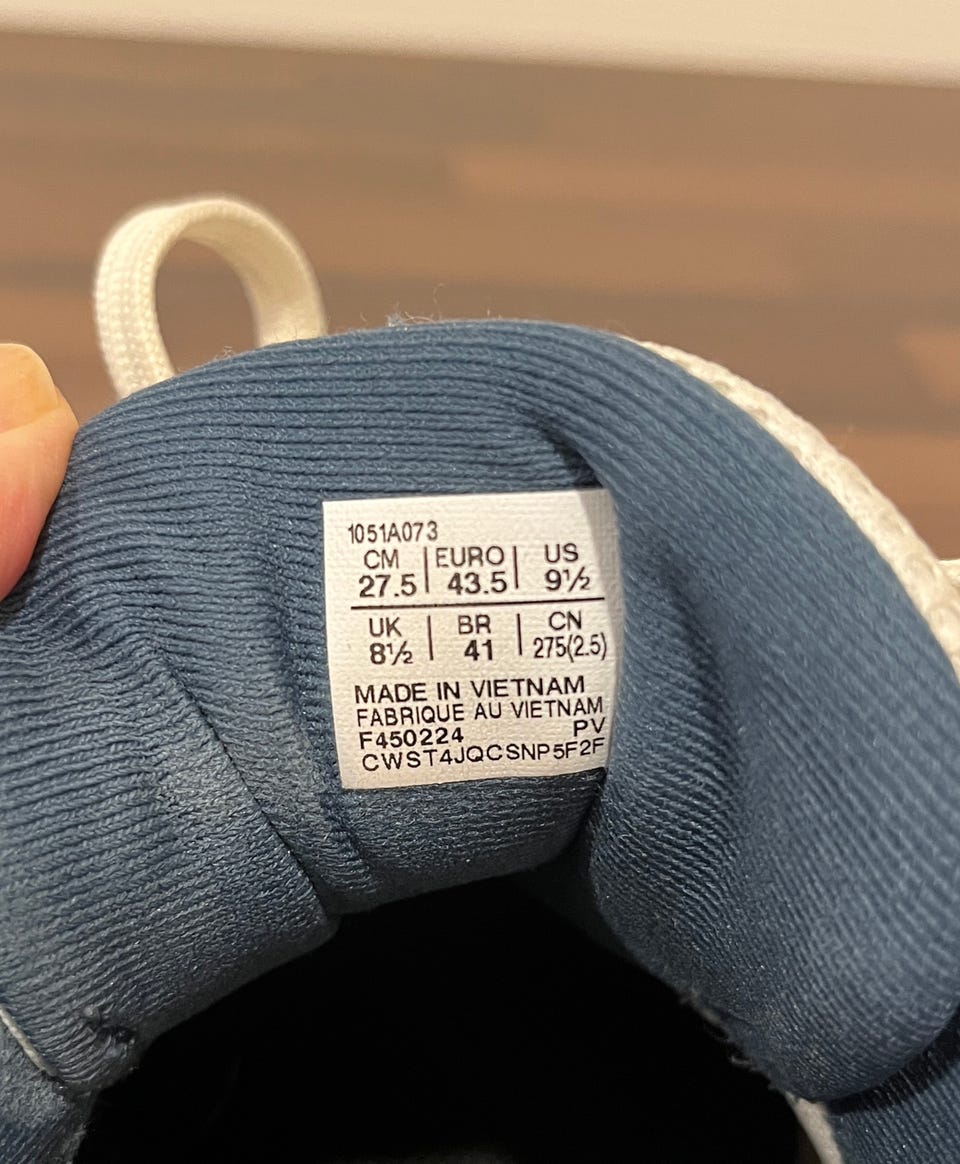 1051A073
CM | EURO | US
27.5 | 43.5 | 9½
UK | BR | CN
8½ | 41 | 275(2.5)
MADE IN VIETNAM
FABRIQUE AU VIETNAM
F450224 PV
CWST4JQCSNP5F2F